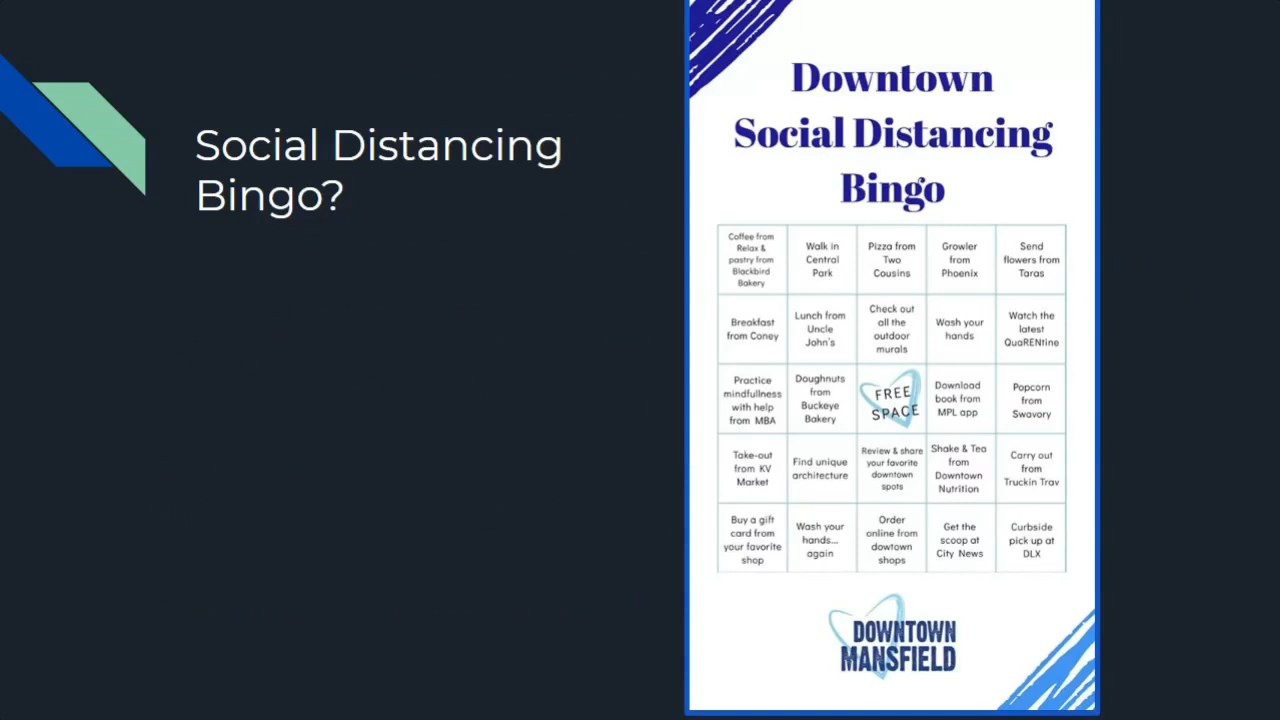 Social Distancing
Bingo?
Downtown
Social Distancing
Bingo
Coffee from
Relax &
pastry from
Blackbird
Bakery
Walk in
Central
Park
Pizza from
Two
Cousins
Growler
from
Phoenix
Send
flowers from
Taras
Breakfast
from Coney
Lunch from
Uncle
John's
Check out
all the
outdoor
murals
Wash your
hands
Watch the
latest
QuaRENtine
Practice
mindfullness
with help
from MBA
Doughnuts
from
Buckeye
Bakery
FREE
SPACE
Download
book from
MPL app
Popcorn
from
Swavory
Take-out
from KV
Market
Find unique
architecture
Review & share
your favorite
downtown
spots
Shake & Tea
from
Downtown
Nutrition
Carry out
from
Truckin Trav
Buy a gift
card from
your favorite
shop
Wash your
hands...
again
Order
online from
dowtown
shops
Get the
scoop at
City News
Curbside
pick up at
DLX
DOWNTOWN
MANSFIELD